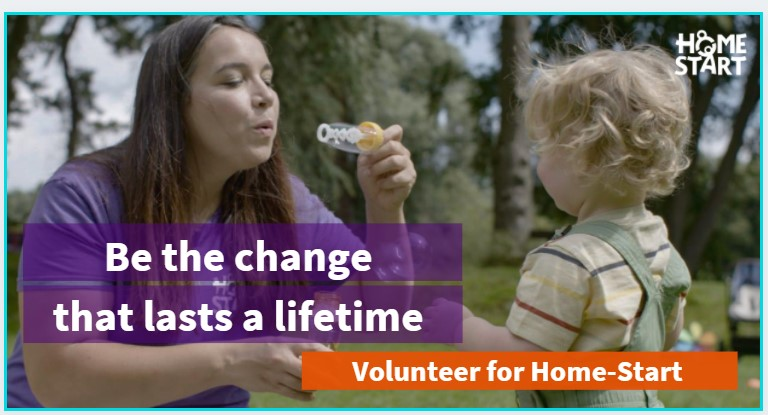 HOME
START
Be the change
that lasts a lifetime
Volunteer for Home-Start